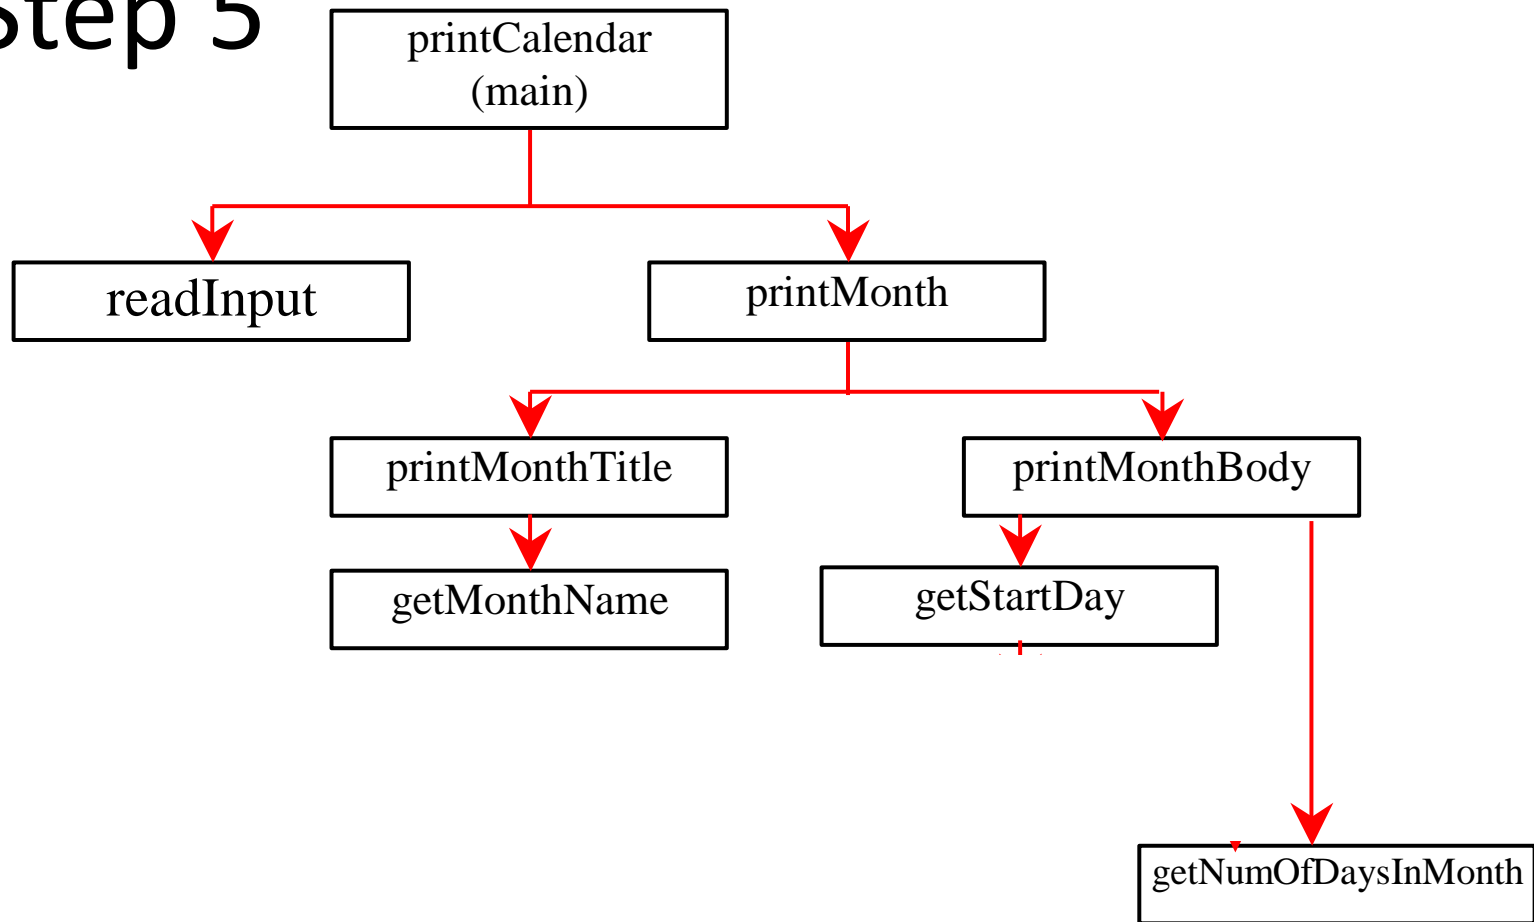 Step 5
printCalendar
(main)
readInput
printMonth
printMonthTitle
printMonthBody
getMonthName
getStartDay
getNumOfDaysInMonth